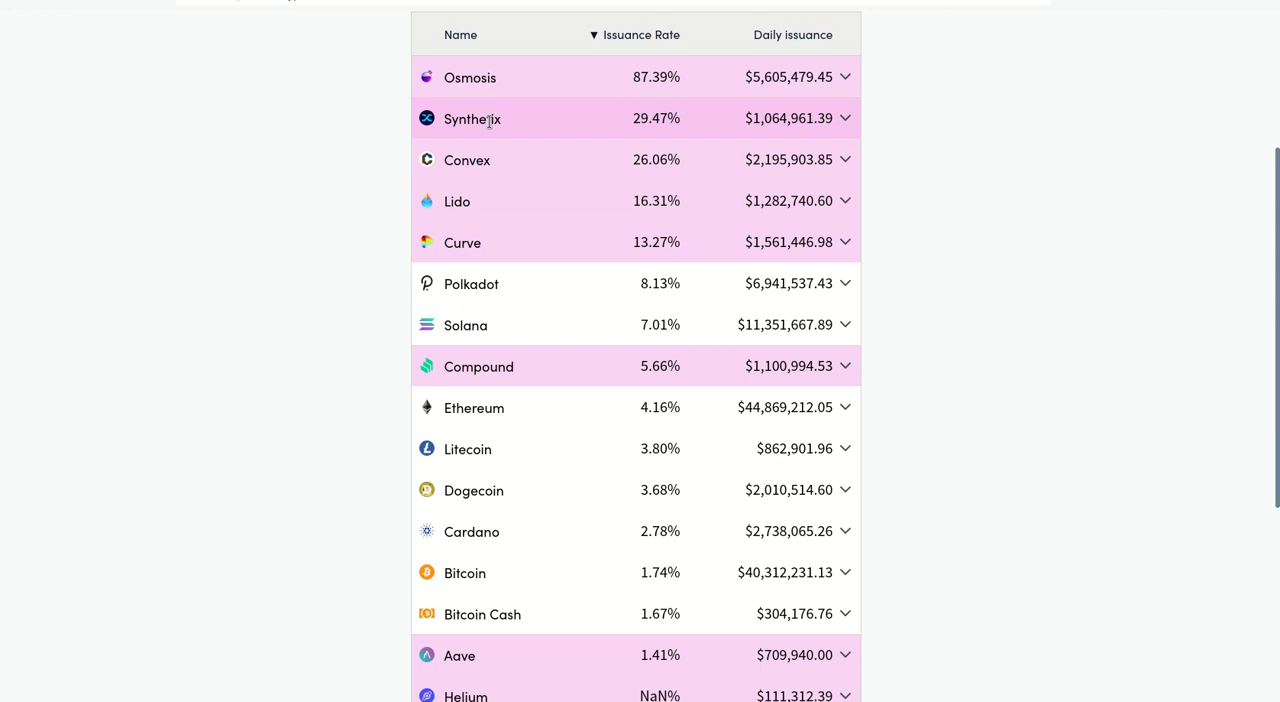 Name ▼ Issuance Rate Daily issuance
Osmosis 87.39% $5,605,479.45
Synthetix 29.47% $1,064,961.39
Convex 26.06% $2,195,903.85
Lido 16.31% $1,282,740.60
Curve 13.27% $1,561,446.98
Polkadot 8.13% $6,941,537.43
Solana 7.01% $11,351,667.89
Compound 5.66% $1,100,994.53
Ethereum 4.16% $44,869,212.05
Litecoin 3.80% $862,901.96
Dogecoin 3.68% $2,010,514.60
Cardano 2.78% $2,738,065.26
Bitcoin 1.74% $40,312,231.13
Bitcoin Cash 1.67% $304,176.76
Aave 1.41% $709,940.00
Helium NaN% $111,312.39